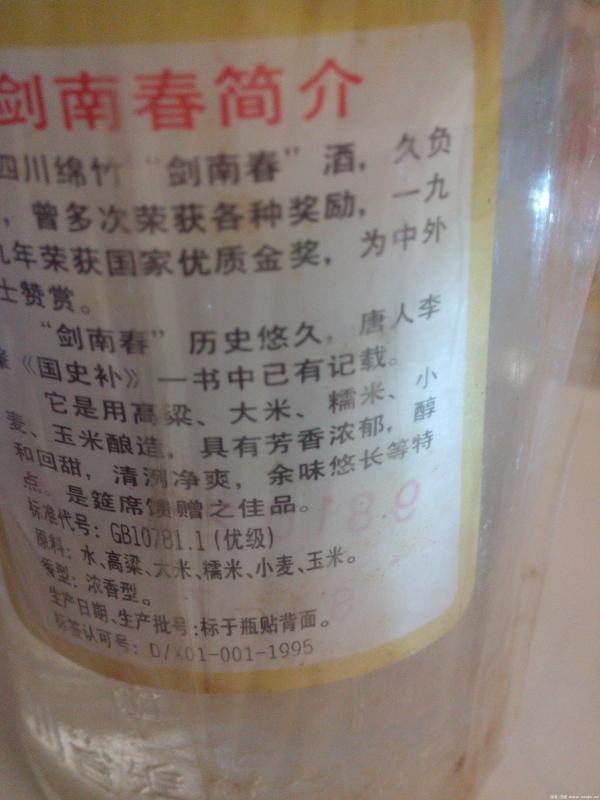 剑南春简介
四川绵竹“剑南春”酒，久负
，曾多次荣获各种奖励，一九
九年荣获国家优质金奖，为中外
士赞赏。
“剑南春”历史悠久，唐人李
肇《国史补》一书中已有记载。
它是用高粱、大米、糯米、小
麦、玉米酿造，具有芳香浓郁，醇
和回甜，清洌净爽，余味悠长等特
点。是筵席馈赠之佳品。
标准代号：GB10781.1(优级)
原料：水、高粱、大米、糯米、小麦、玉米。
香型：浓香型。
生产日期、生产批号：标于瓶贴背面。
标签认可号：D/x01-001-1995